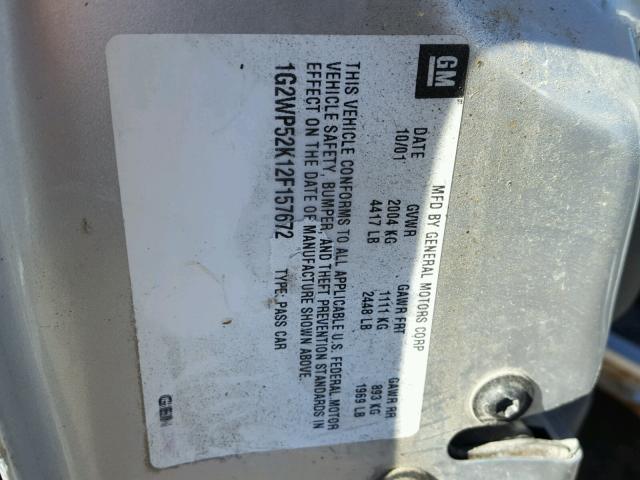 GM
MFD BY GENERAL MOTORS CORP
DATE GVWR GAWR FRT GAWR RR
10/01 2004 KG 1111 KG 893 KG
4417 LB 2448 LB 1969 LB
THIS VEHICLE CONFORMS TO ALL APPLICABLE U.S. FEDERAL MOTOR
VEHICLE SAFETY, BUMPER, AND THEFT PREVENTION STANDARDS IN
EFFECT ON THE DATE OF MANUFACTURE SHOWN ABOVE.
1G2WP52K12F157672 TYPE: PASS CAR